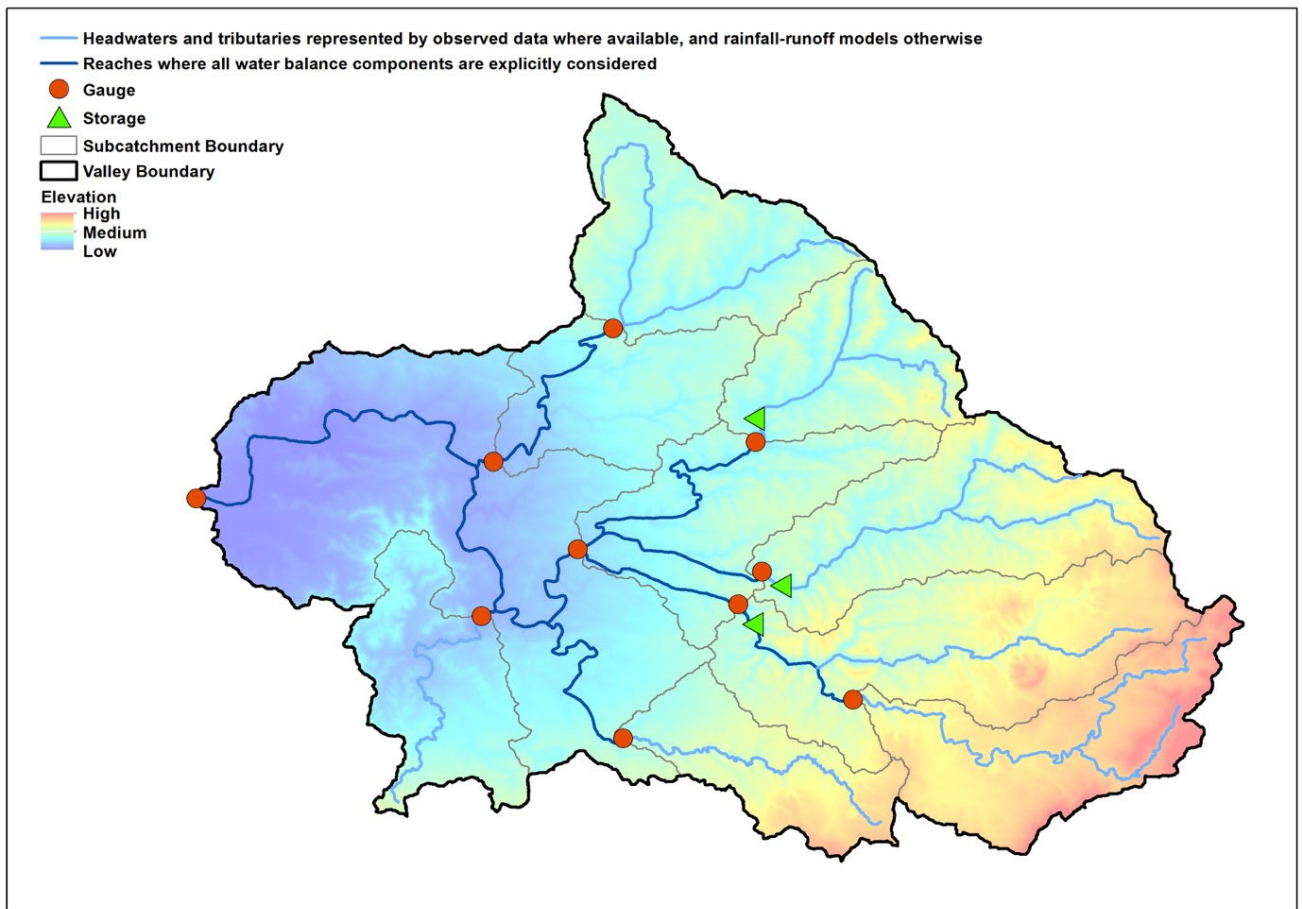 Headwaters and tributaries represented by observed data where available, and rainfall-runoff models otherwise
Reaches where all water balance components are explicitly considered
Gauge
Storage
Subcatchment Boundary
Valley Boundary
Elevation
High
Medium
Low